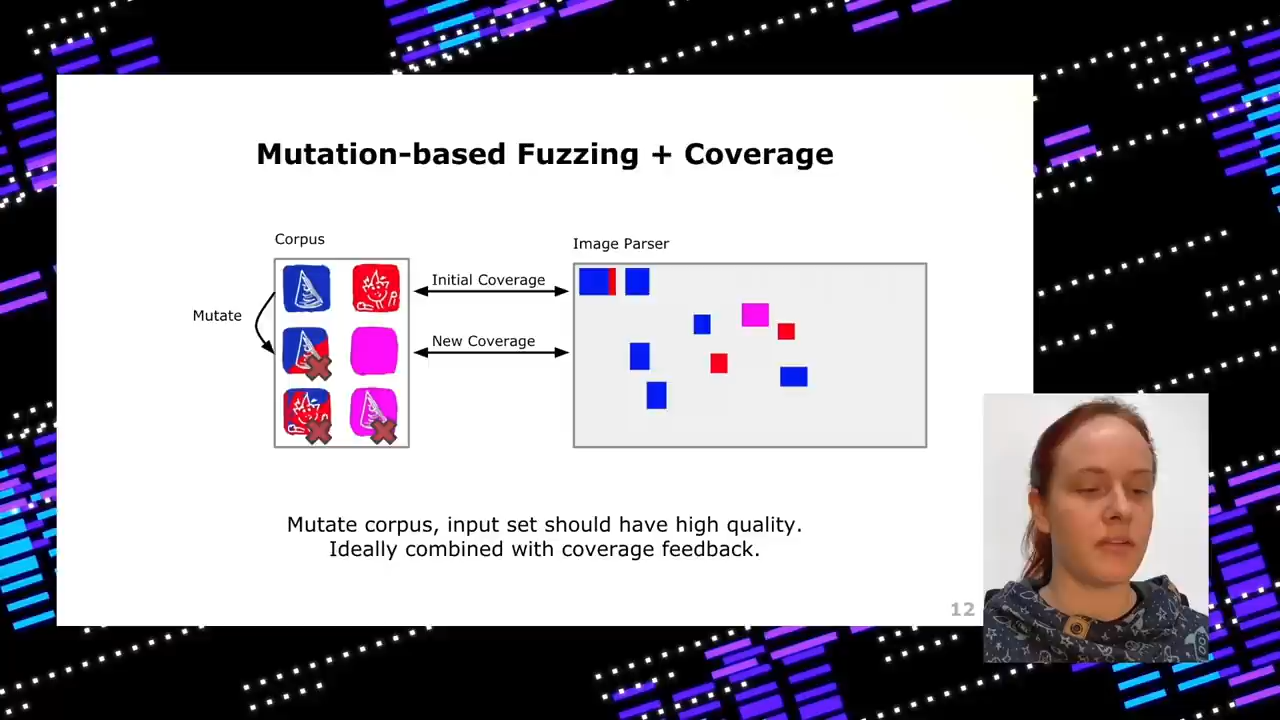 Mutation-based Fuzzing + Coverage
Corpus
Image Parser
Initial Coverage
Mutate
New Coverage
Mutate corpus, input set should have high quality.
Ideally combined with coverage feedback.
12